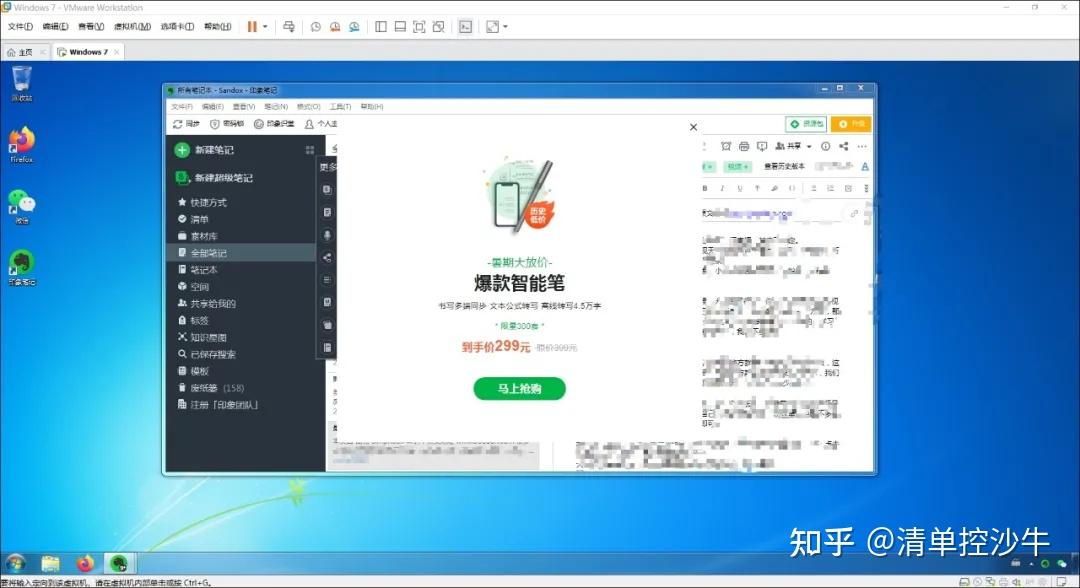 Windows 7 - VMware Workstation
文件(F) 编辑(E) 查看(V) 虚拟机(M) 选项卡(T) 帮助(H)
主页 Windows 7
回收站
Firefox
微信
印象笔记
所有笔记本 - Sandox - 印象笔记
文件(F) 编辑(E) 查看(V) 笔记(N) 格式(O) 工具(T) 帮助(H)
同步 密码锁 印象识堂 个人主
资源包 升级
新建笔记
共享
更多
视频
查看历史版本
新建超级笔记
快捷方式
清单
素材库
全部笔记
笔记本
空间
共享给我的
标签
知识星图
已保存搜索
模板
废纸篓 (158)
注册「印象团队」
历史低价
-暑期大放价-
爆款智能笔
书写多端同步 文本公式转写 离线转写4.5万字
* 限量300套 *
到手价299元 原价399元
马上抢购
知乎 @清单控沙牛
要将输入定向到该虚拟机，请在虚拟机内部单击或按 Ctrl+G。